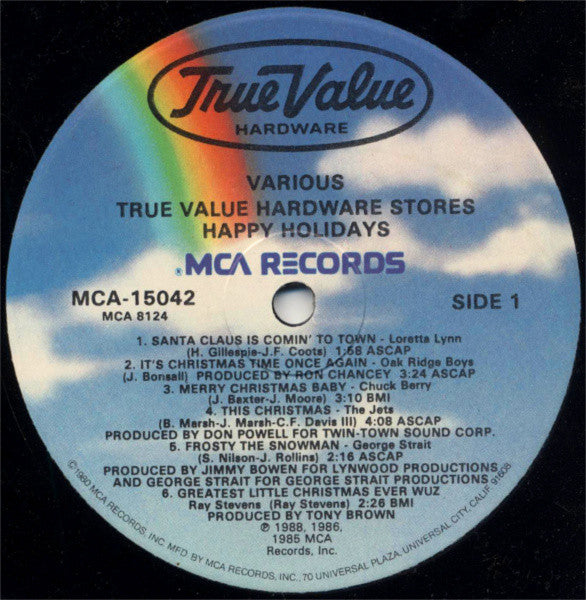 True Value
HARDWARE
VARIOUS
TRUE VALUE HARDWARE STORES
HAPPY HOLIDAYS
MCA RECORDS
MCA-15042
MCA 8124
SIDE 1
1. SANTA CLAUS IS COMIN' TO TOWN - Loretta Lynn
(H. Gillespie-J.F. Coots) 1:58 ASCAP
2. IT'S CHRISTMAS TIME ONCE AGAIN - Oak Ridge Boys
(J. Bonsall) PRODUCED BY RON CHANCEY 3:24 ASCAP
3. MERRY CHRISTMAS BABY - Chuck Berry
(J. Baxter-J. Moore) 3:10 BMI
4. THIS CHRISTMAS - The Jets
(B. Marsh-J. Marsh-C.F. Davis III) 4:08 ASCAP
PRODUCED BY DON POWELL FOR TWIN-TOWN SOUND CORP.
5. FROSTY THE SNOWMAN - George Strait
(S. Nilson-J. Rollins) 2:16 ASCAP
PRODUCED BY JIMMY BOWEN FOR LYNWOOD PRODUCTIONS
AND GEORGE STRAIT FOR GEORGE STRAIT PRODUCTIONS
6. GREATEST LITTLE CHRISTMAS EVER WUZ
Ray Stevens (Ray Stevens) 2:26 BMI
PRODUCED BY TONY BROWN
℗ 1988, 1986,
1985 MCA
Records, Inc.
©1980 MCA RECORDS, INC. MFD. BY MCA RECORDS, INC., 70 UNIVERSAL PLAZA, UNIVERSAL CITY, CALIF. 91608